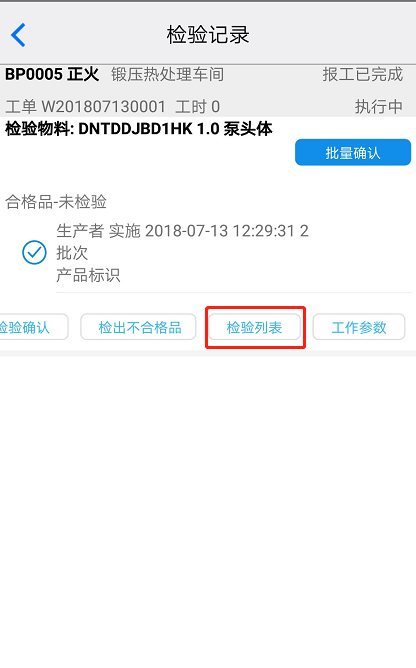 检验记录
BP0005 正火 锻压热处理车间 报工已完成
工单 W201807130001 工时 0 执行中
检验物料: DNTDDJBD1HK 1.0 泵头体
批量确认
合格品-未检验
生产者 实施 2018-07-13 12:29:31 2
批次
产品标识
检验确认 检出不合格品 检验列表 工作参数